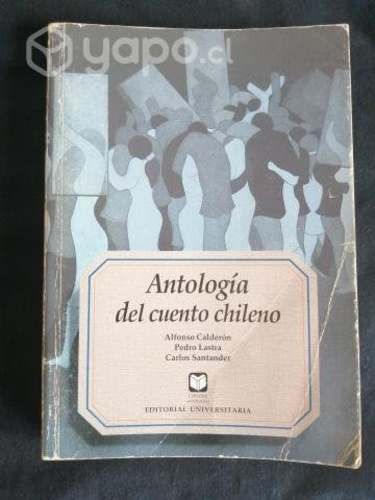 yapo.cl
Antología
del cuento chileno
Alfonso Calderón
Pedro Lastra
Carlos Santander
EDITORIAL UNIVERSITARIA